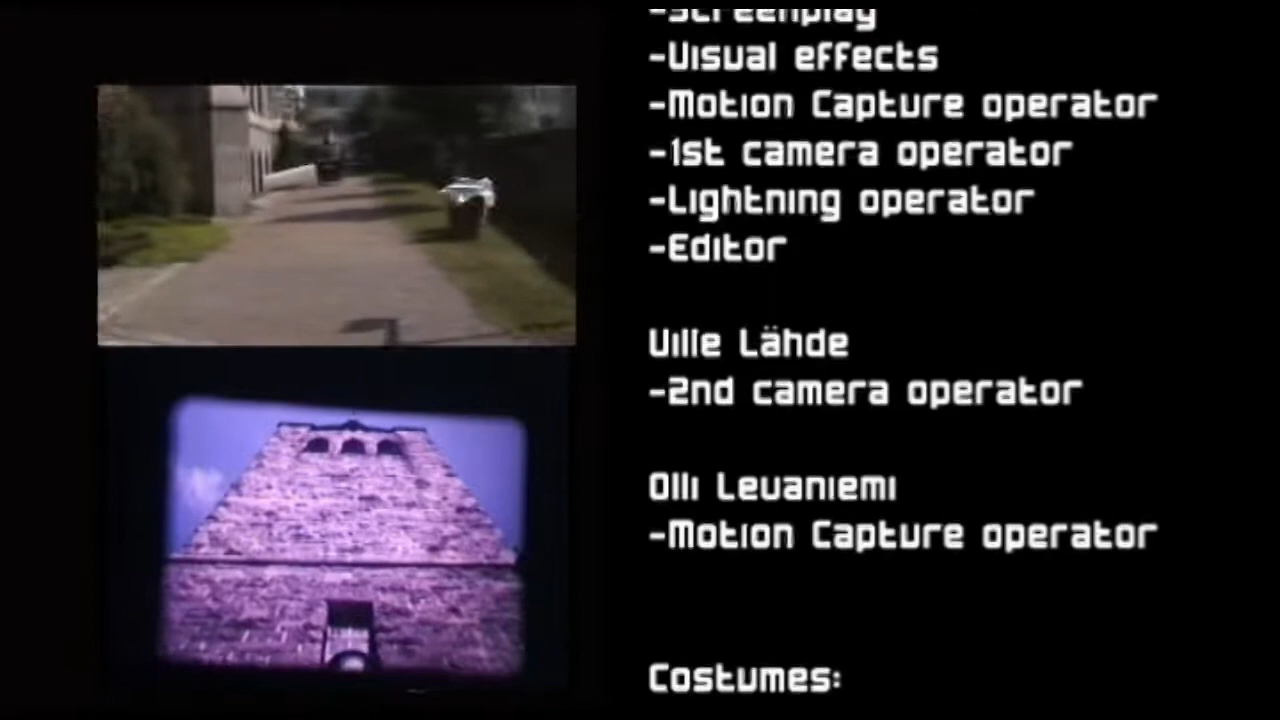 -Screenplay
-Visual effects
-Motion Capture operator
-1st camera operator
-Lightning operator
-Editor
Ville Lähde
-2nd camera operator
Olli Levaniemi
-Motion Capture operator
Costumes: